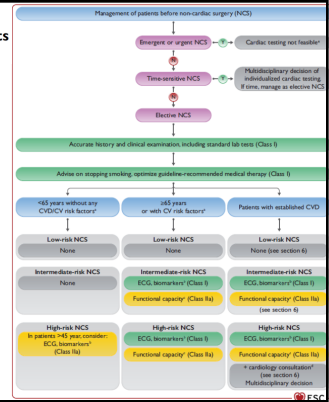 ts
Management of patients before non-cardiac surgery (NCS)
Emergent or urgent NCS
Y
Cardiac testing not feasibleᵃ
N
Time-sensitive NCS
Y
Multidisciplinary decision of
individualized cardiac testing.
If time, manage as elective NCS
N
Elective NCS
Accurate history and clinical examination, including standard lab tests (Class I)
Advise on stopping smoking, optimize guideline-recommended medical therapy (Class I)
<65 years without any
CVD/CV risk factors
≥65 years
or with CV risk factors
Patients with established CVD
Low-risk NCS
None
Low-risk NCS
None
Low-risk NCS
None (see section 6)
Intermediate-risk NCS
None
Intermediate-risk NCS
ECG, biomarkers (Class I)
Functional capacity (Class IIa)
Intermediate-risk NCS
ECG, biomarkers (Class I)
Functional capacity (Class IIa)
(see section 6)
High-risk NCS
In patients >45 year, consider:
ECG, biomarkers
(Class IIa)
High-risk NCS
ECG, biomarkers (Class I)
Functional capacity (Class IIa)
High-risk NCS
ECG, biomarkers (Class I)
Functional capacity (Class IIa)
+ cardiology consultation
(see section 6)
Multidisciplinary decision
ESC